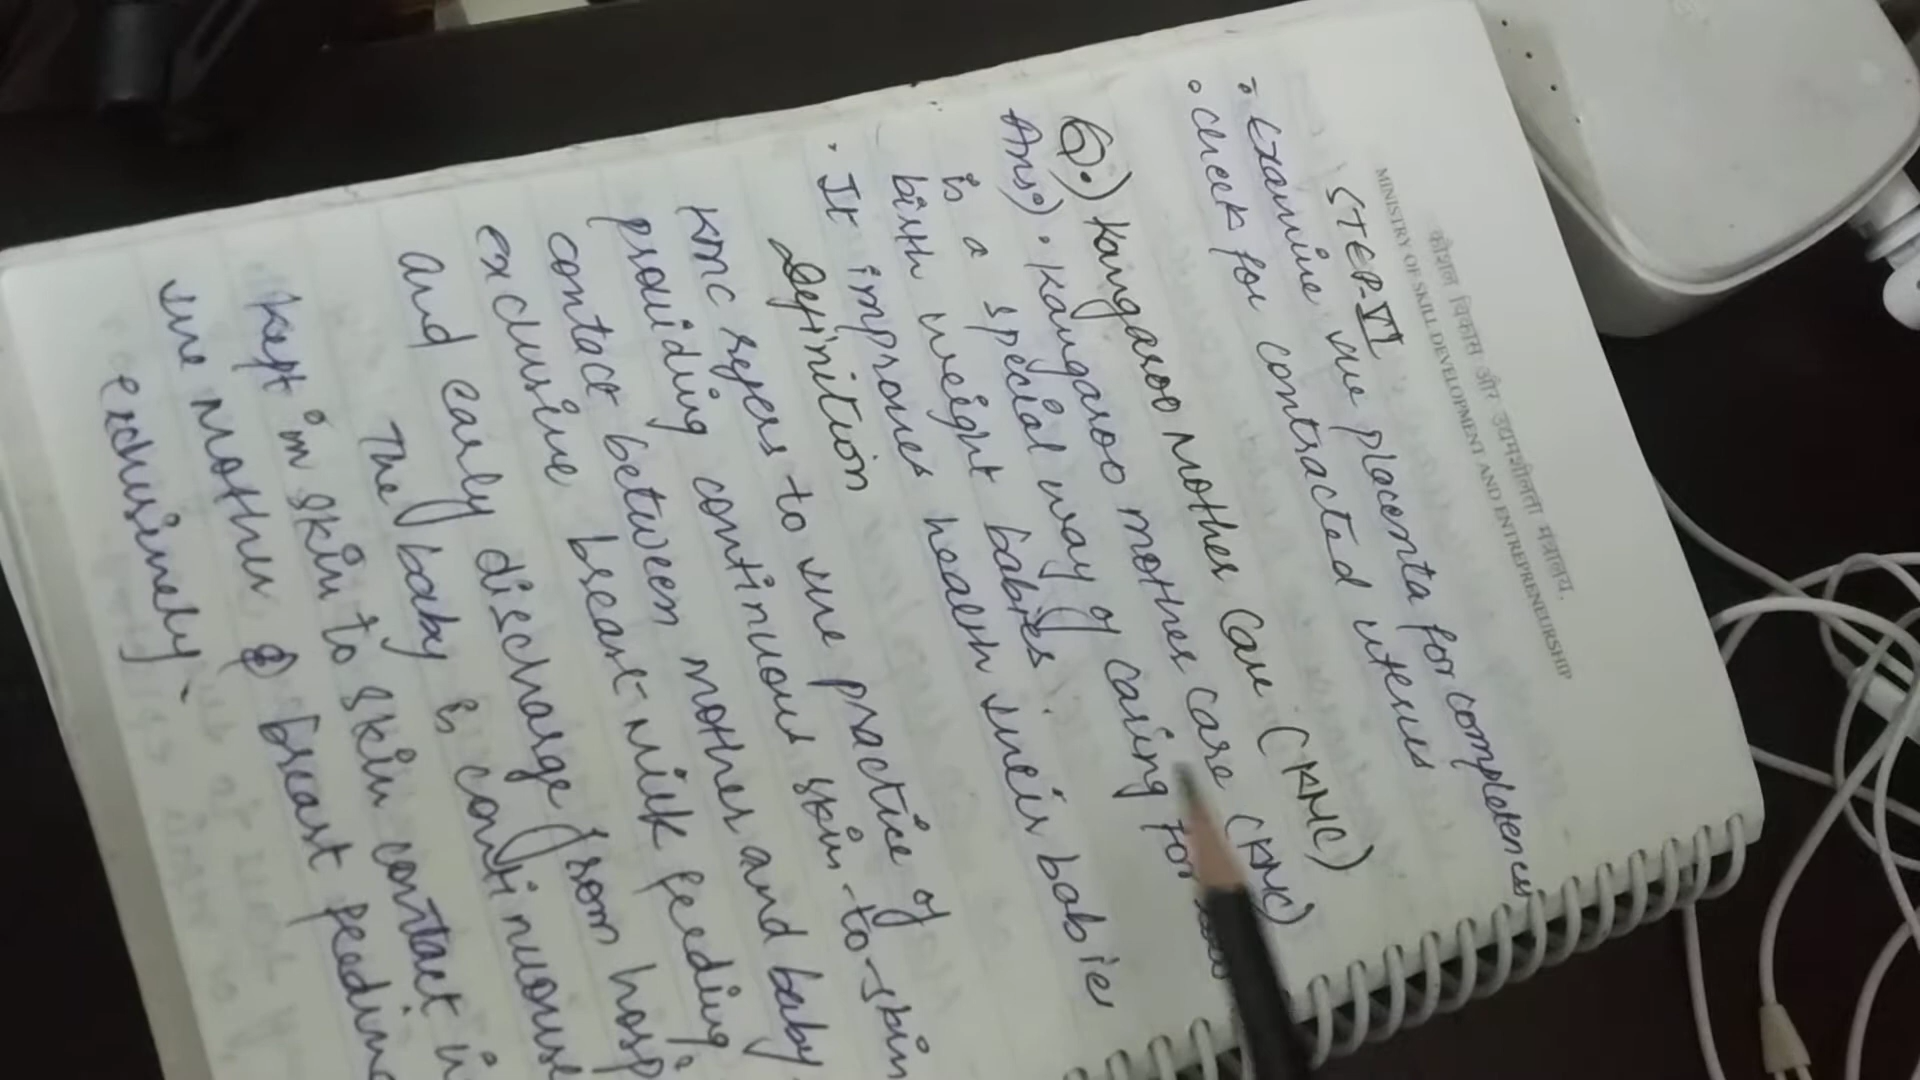 कौशल विकास और उद्यमशीलता मंत्रालय.
MINISTRY OF SKILL DEVELOPMENT AND ENTREPRENEURSHIP
STEP-VI
• Examine the placenta for completeness
• Check for contracted uterus
Q.) Kangaroo Mother Care (KMC)
Ans:) • Kangaroo mother care (KMC)
is a special way of caring for
birth weight babies.
• It improves health their babies
Definition
KMC refers to the practice of
providing continuous skin-to-skin
contact between mother and baby
exclusive breast-milk feeding
and early discharge from hosp
The baby is continuous
kept in skin to skin contact
the mother & breast feeding
exclusively.